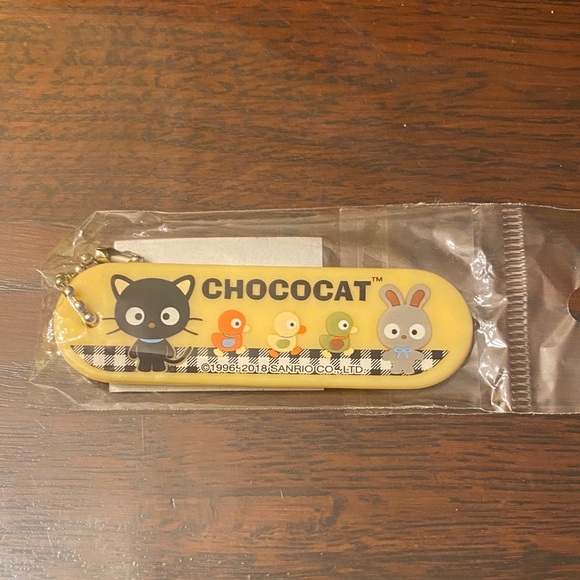 CHOCOCAT™
©1996, 2018 SANRIO CO., LTD.